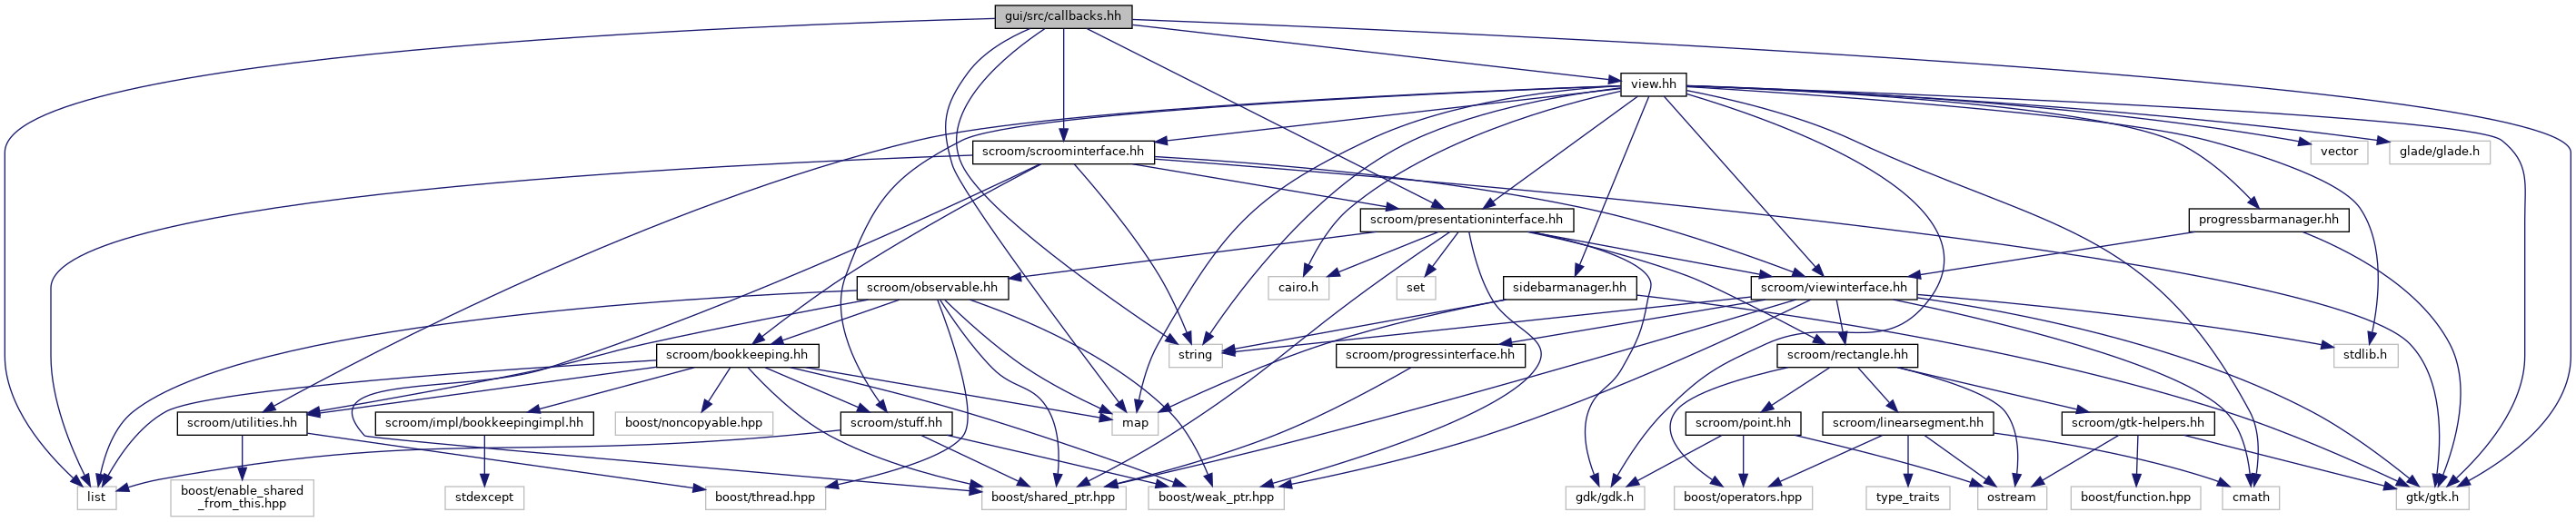 gui/src/callbacks.hh
view.hh
scroom/scroominterface.hh
vector
glade/glade.h
scroom/presentationinterface.hh
progressbarmanager.hh
scroom/observable.hh
cairo.h
set
sidebarmanager.hh
scroom/viewinterface.hh
scroom/bookkeeping.hh
string
scroom/progressinterface.hh
scroom/rectangle.hh
stdlib.h
scroom/utilities.hh
scroom/impl/bookkeepingimpl.hh
boost/noncopyable.hpp
scroom/stuff.hh
map
scroom/point.hh
scroom/linearsegment.hh
scroom/gtk-helpers.hh
list
boost/enable_shared
_from_this.hpp
stdexcept
boost/thread.hpp
boost/shared_ptr.hpp
boost/weak_ptr.hpp
gdk/gdk.h
boost/operators.hpp
type_traits
ostream
boost/function.hpp
cmath
gtk/gtk.h